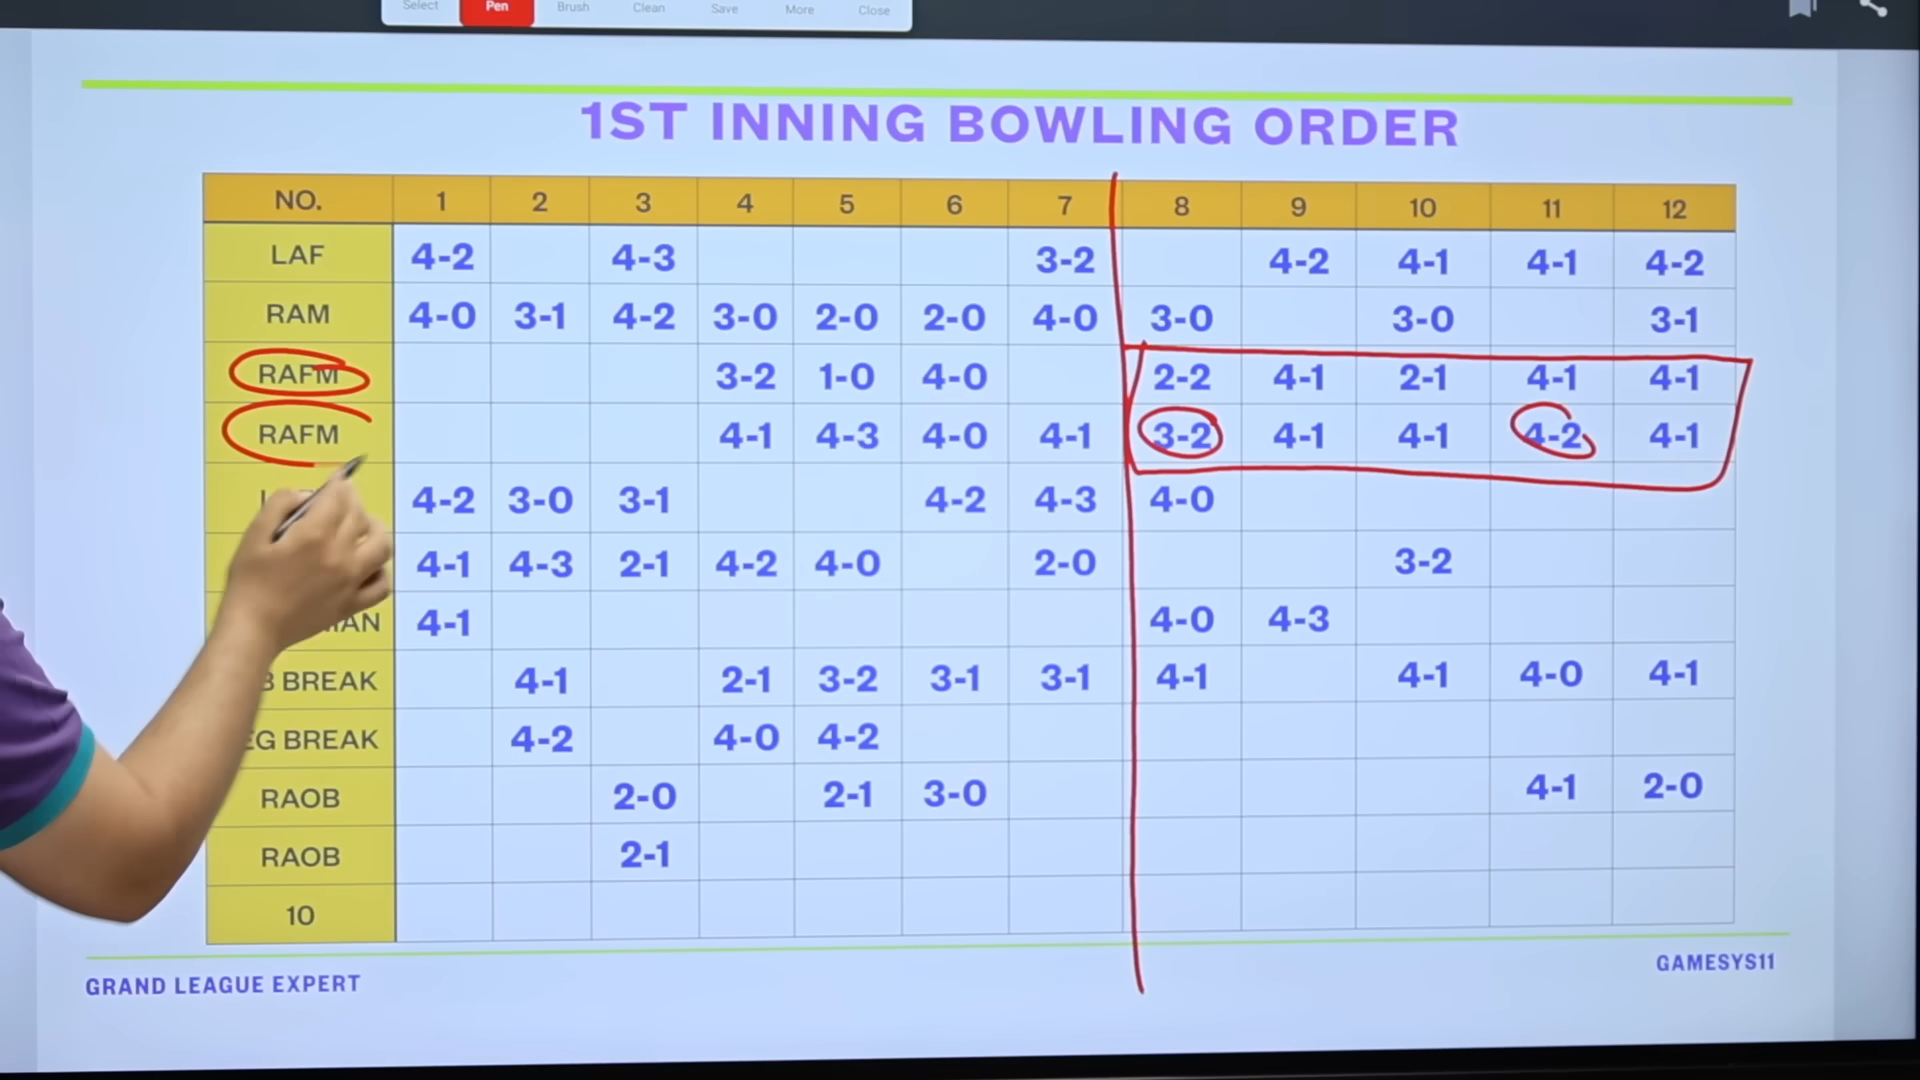 Select Pen Brush Clean Save More Close
1ST INNING BOWLING ORDER
NO. 1 2 3 4 5 6 7 8 9 10 11 12
LAF 4-2 4-3 3-2 4-2 4-1 4-1 4-2
RAM 4-0 3-1 4-2 3-0 2-0 2-0 4-0 3-0 3-0 3-1
RAFM 3-2 1-0 4-0 2-2 4-1 2-1 4-1 4-1
RAFM 4-1 4-3 4-0 4-1 3-2 4-1 4-1 4-2 4-1
4-2 3-0 3-1 4-2 4-3 4-0
4-1 4-3 2-1 4-2 4-0 2-0 3-2
4-1 4-0 4-3
BREAK 4-1 2-1 3-2 3-1 3-1 4-1 4-1 4-0 4-1
BREAK 4-2 4-0 4-2
RAOB 2-0 2-1 3-0 4-1 2-0
RAOB 2-1
10
GRAND LEAGUE EXPERT
GAMESYS11